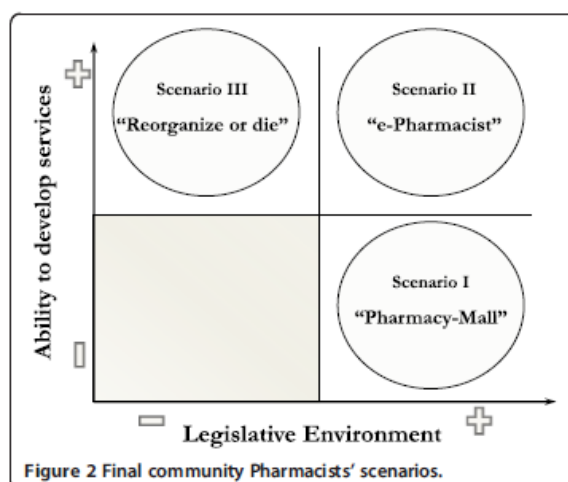 Scenario III
“Reorganize or die”
Scenario II
“e-Pharmacist”
Scenario I
“Pharmacy-Mall”
Ability to develop services
Legislative Environment
Figure 2 Final community Pharmacists’ scenarios.